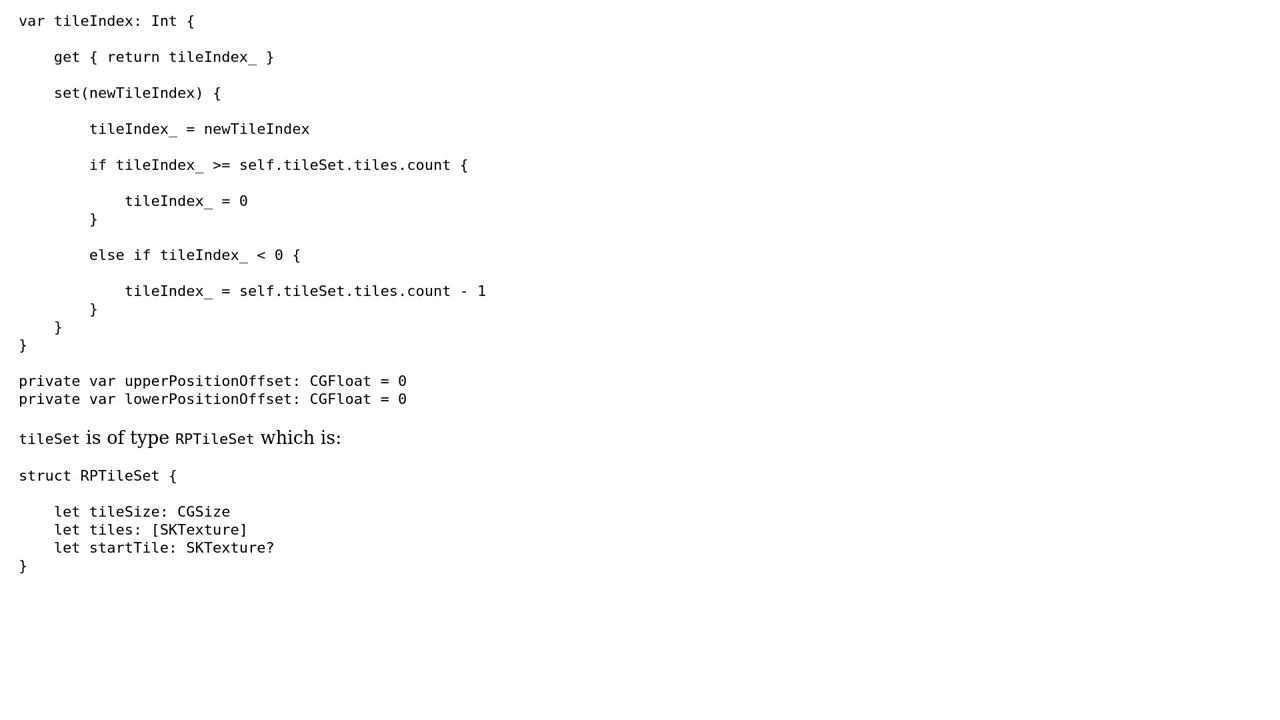 var tileIndex: Int {
    get { return tileIndex_ }
    set(newTileIndex) {
        tileIndex_ = newTileIndex
        if tileIndex_ >= self.tileSet.tiles.count {
            tileIndex_ = 0
        }
        else if tileIndex_ < 0 {
            tileIndex_ = self.tileSet.tiles.count - 1
        }
    }
}
private var upperPositionOffset: CGFloat = 0
private var lowerPositionOffset: CGFloat = 0
tileSet is of type RPTileSet which is:
struct RPTileSet {
    let tileSize: CGSize
    let tiles: [SKTexture]
    let startTile: SKTexture?
}